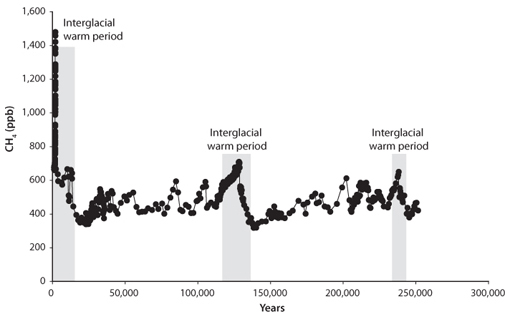 1,600
1,400
1,200
1,000
800
600
400
200
0
CH4 (ppb)
Interglacial
warm period
Interglacial
warm period
Interglacial
warm period
0
50,000
100,000
150,000
200,000
250,000
300,000
Years